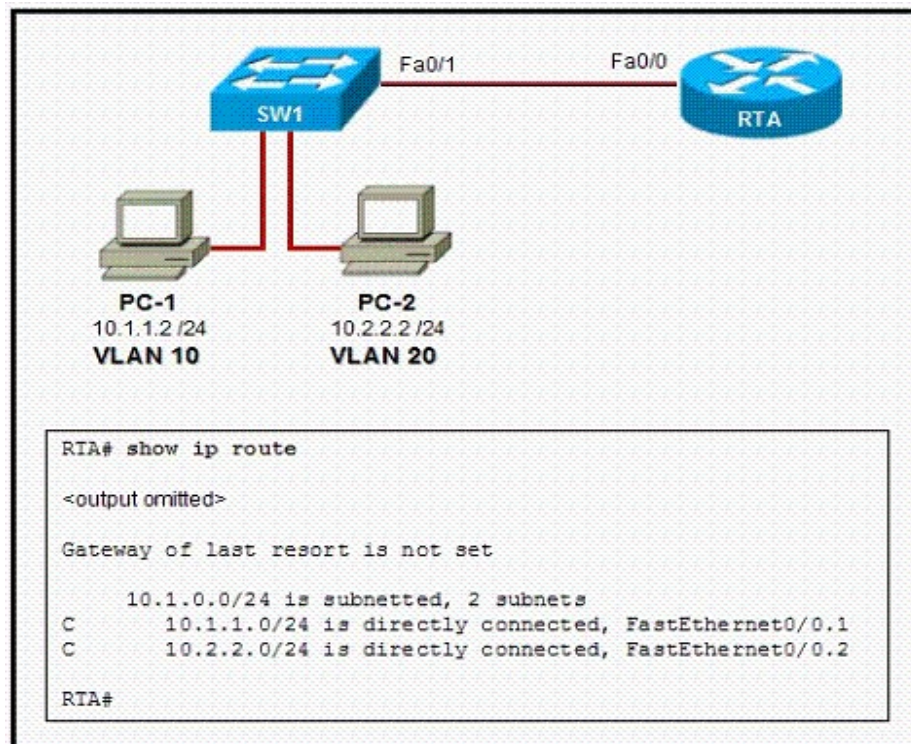 Fa0/1
Fa0/0
SW1
RTA
PC-1
10.1.1.2 /24
VLAN 10
PC-2
10.2.2.2 /24
VLAN 20
RTA# show ip route
<output omitted>
Gateway of last resort is not set
10.1.0.0/24 is subnetted, 2 subnets
C 10.1.1.0/24 is directly connected, FastEthernet0/0.1
C 10.2.2.0/24 is directly connected, FastEthernet0/0.2
RTA#